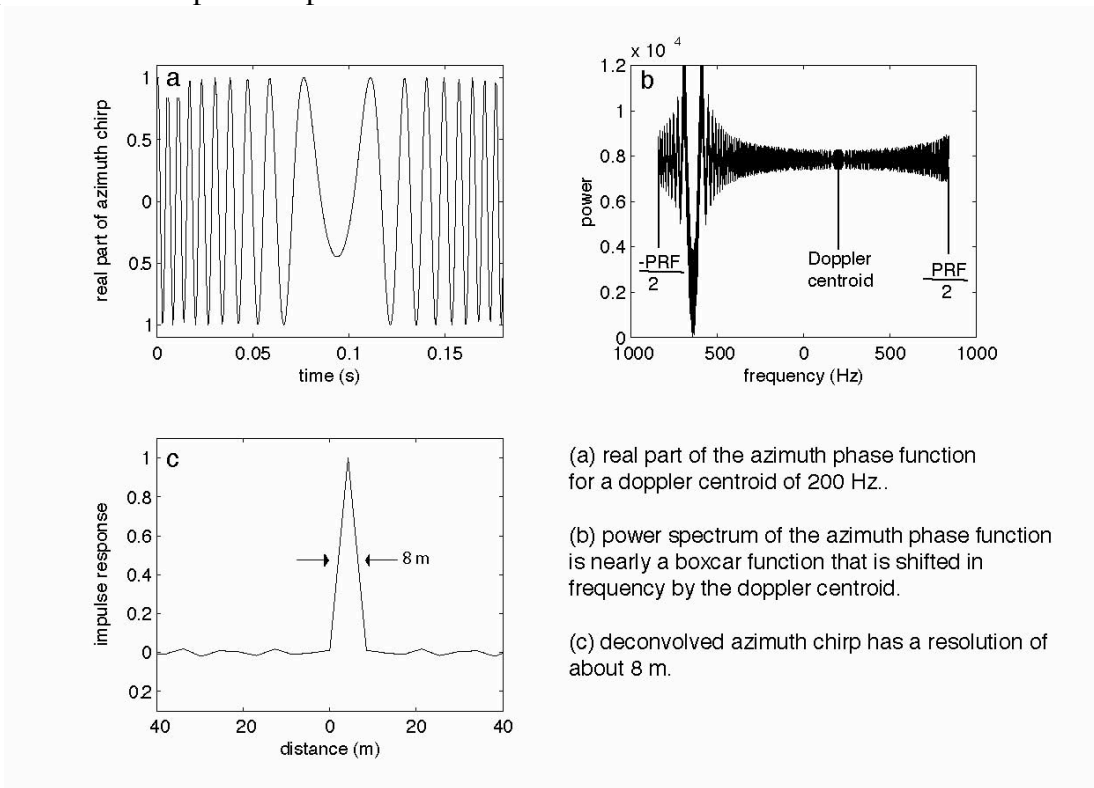 a
real part of azimuth chirp
1
0.5
0
0.5
1
0
0.05
0.1
0.15
time (s)
x 10 4
b
power
1.2
1
0.8
0.6
0.4
0.2
0
-PRF
2
Doppler
centroid
PRF
2
1000
500
0
500
1000
frequency (Hz)
c
impulse response
1
0.8
0.6
0.4
0.2
0
0.2
8 m
40
20
0
20
40
distance (m)
(a) real part of the azimuth phase function
for a doppler centroid of 200 Hz..
(b) power spectrum of the azimuth phase function
is nearly a boxcar function that is shifted in
frequency by the doppler centroid.
(c) deconvolved azimuth chirp has a resolution of
about 8 m.